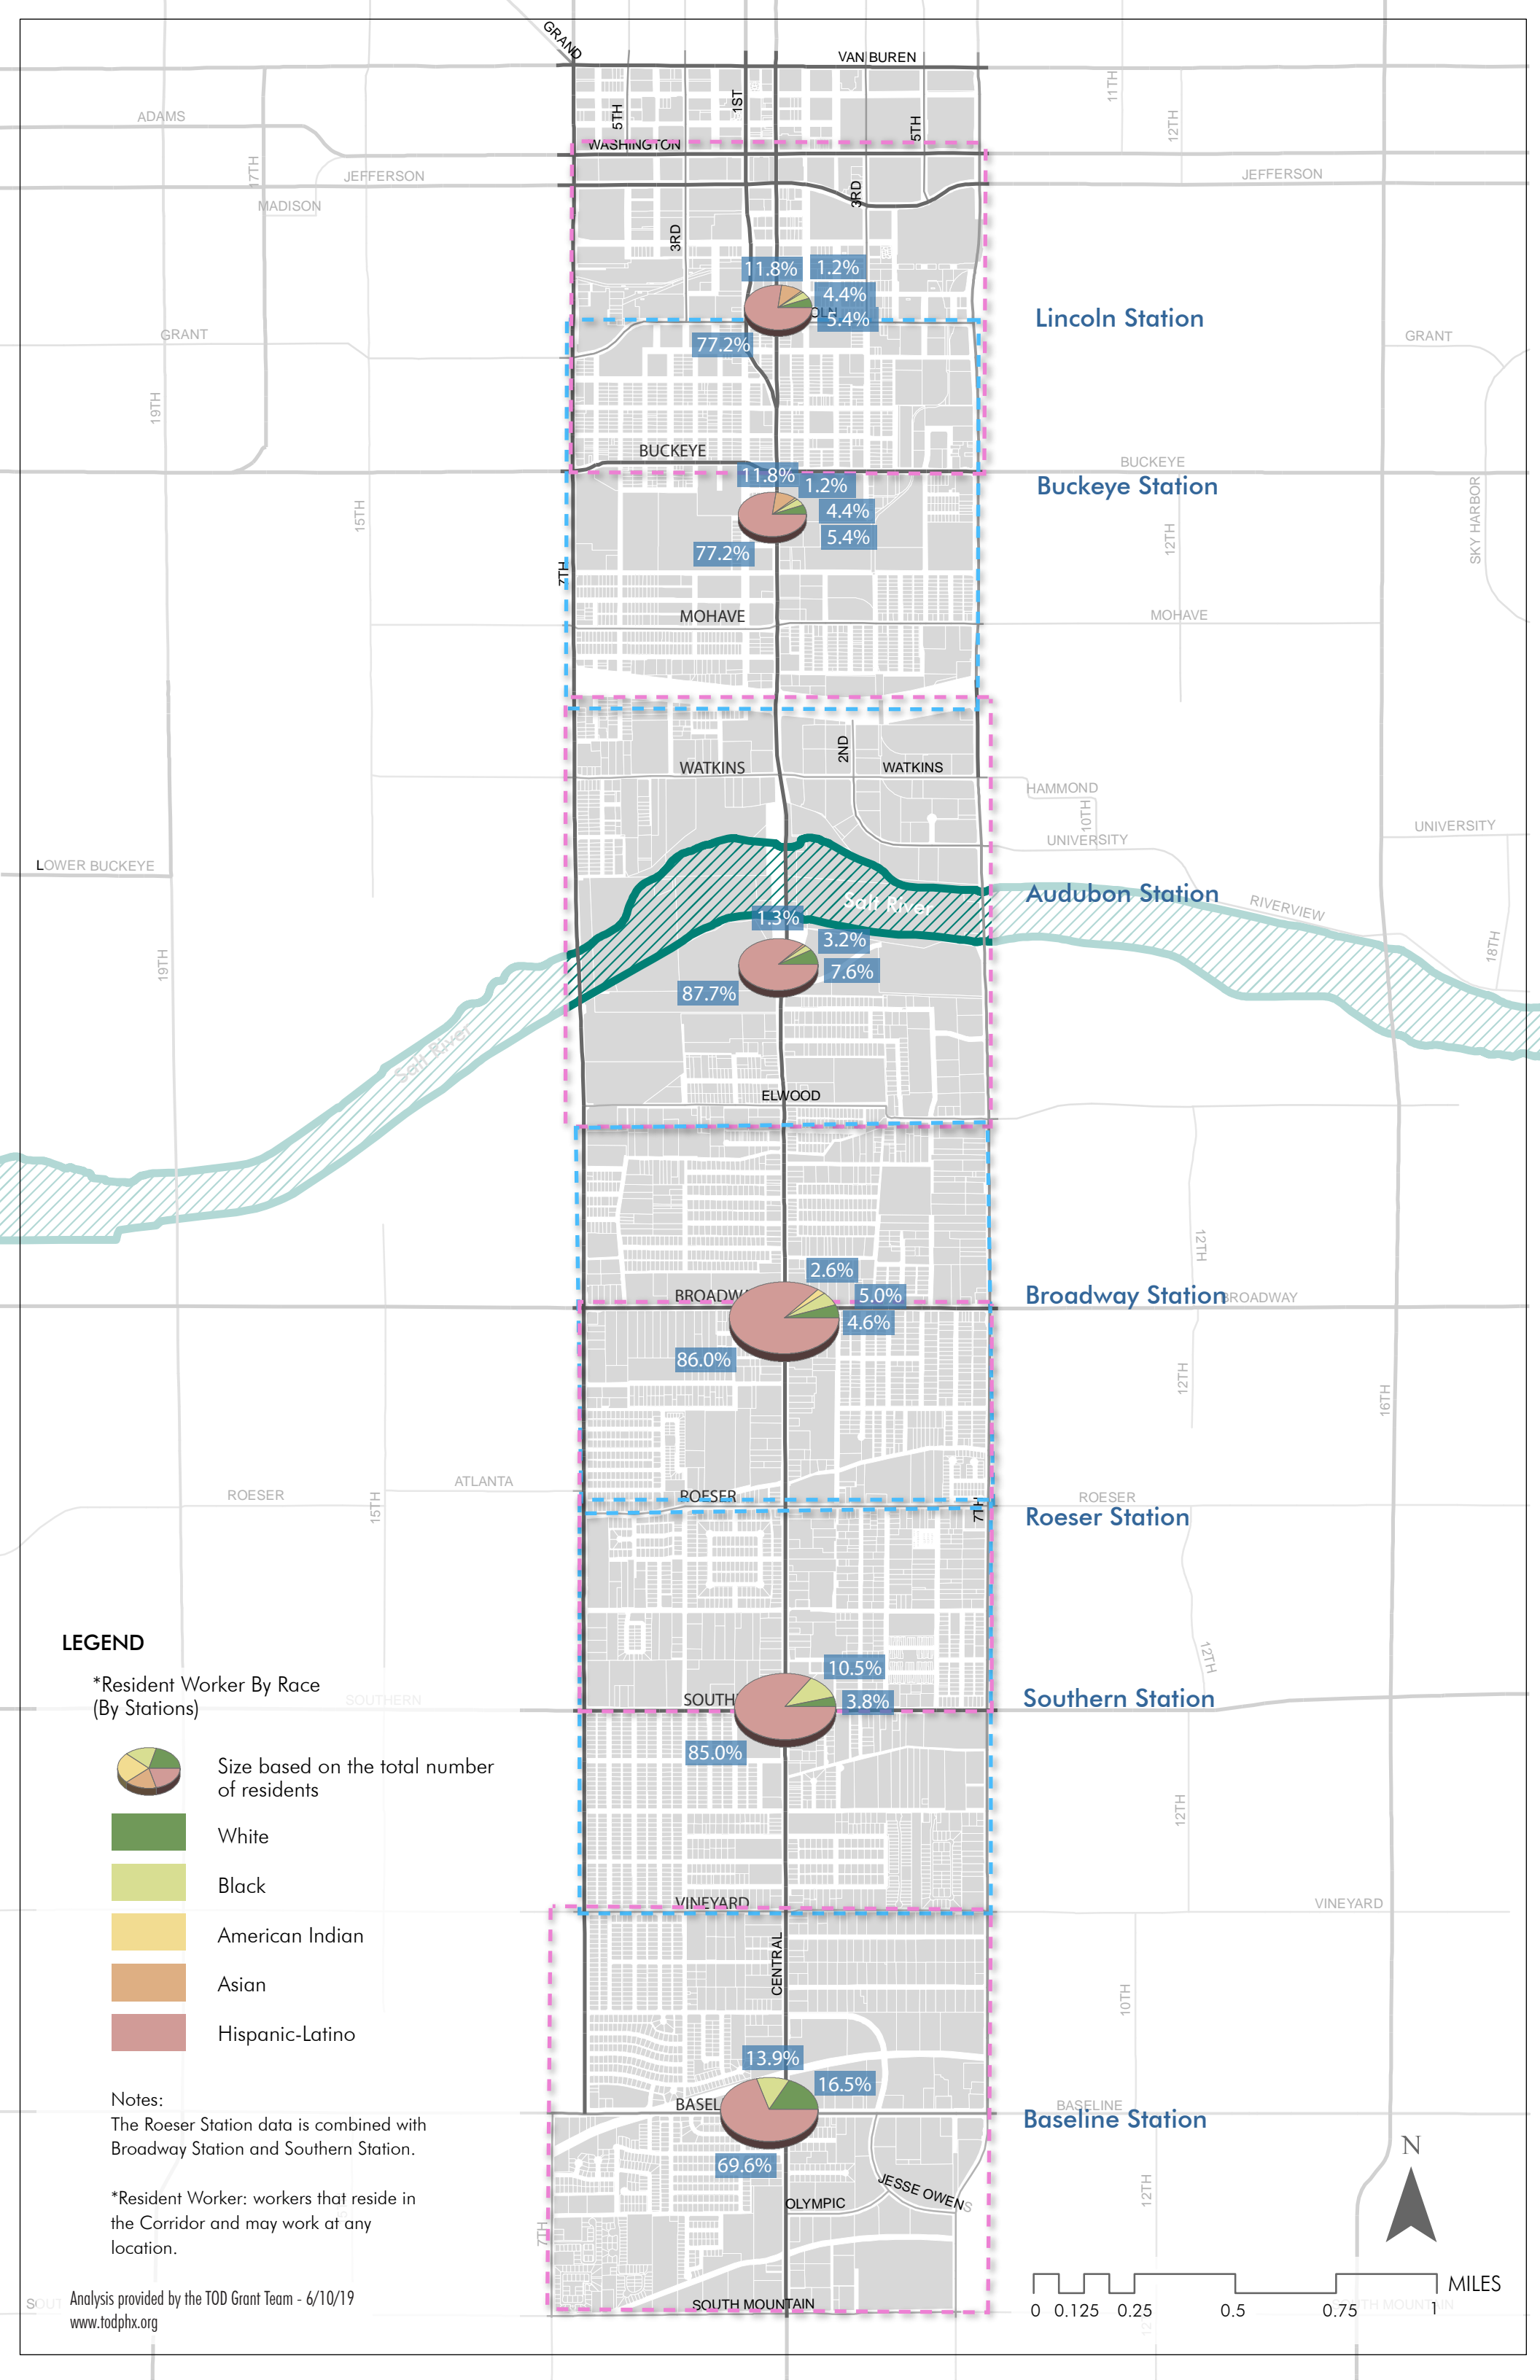 GRAND
VAN BUREN
11TH
12TH
5TH
1ST
5TH
ADAMS
WASHINGTON
17TH
JEFFERSON
JEFFERSON
MADISON
3RD
3RD
11.8%
1.2%
4.4%
5.4%
77.2%
Lincoln Station
GRANT
GRANT
19TH
BUCKEYE
BUCKEYE
11.8%
1.2%
4.4%
5.4%
77.2%
Buckeye Station
15TH
12TH
SKY HARBOR
7TH
MOHAVE
MOHAVE
2ND
WATKINS
WATKINS
HAMMOND
10TH
UNIVERSITY
UNIVERSITY
LOWER BUCKEYE
Salt River
Audubon Station
RIVERVIEW
1.3%
3.2%
7.6%
87.7%
19TH
18TH
Salt River
ELWOOD
12TH
2.6%
5.0%
4.6%
86.0%
Broadway Station
BROADWAY
12TH
16TH
ATLANTA
ROESER
15TH
ROESER
7TH
ROESER
Roeser Station
12TH
LEGEND
*Resident Worker By Race
(By Stations)
SOUTHERN
10.5%
3.8%
85.0%
Southern Station
Size based on the total number
of residents
White
Black
American Indian
Asian
Hispanic-Latino
12TH
VINEYARD
VINEYARD
CENTRAL
10TH
13.9%
16.5%
69.6%
BASELINE
Baseline Station
Notes:
The Roeser Station data is combined with
Broadway Station and Southern Station.
*Resident Worker: workers that reside in
the Corridor and may work at any
location.
JESSE OWENS
OLYMPIC
7TH
12TH
N
Analysis provided by the TOD Grant Team - 6/10/19
www.todphx.org
SOUTH MOUNTAIN
MILES
0 0.125 0.25 0.5 0.75 1